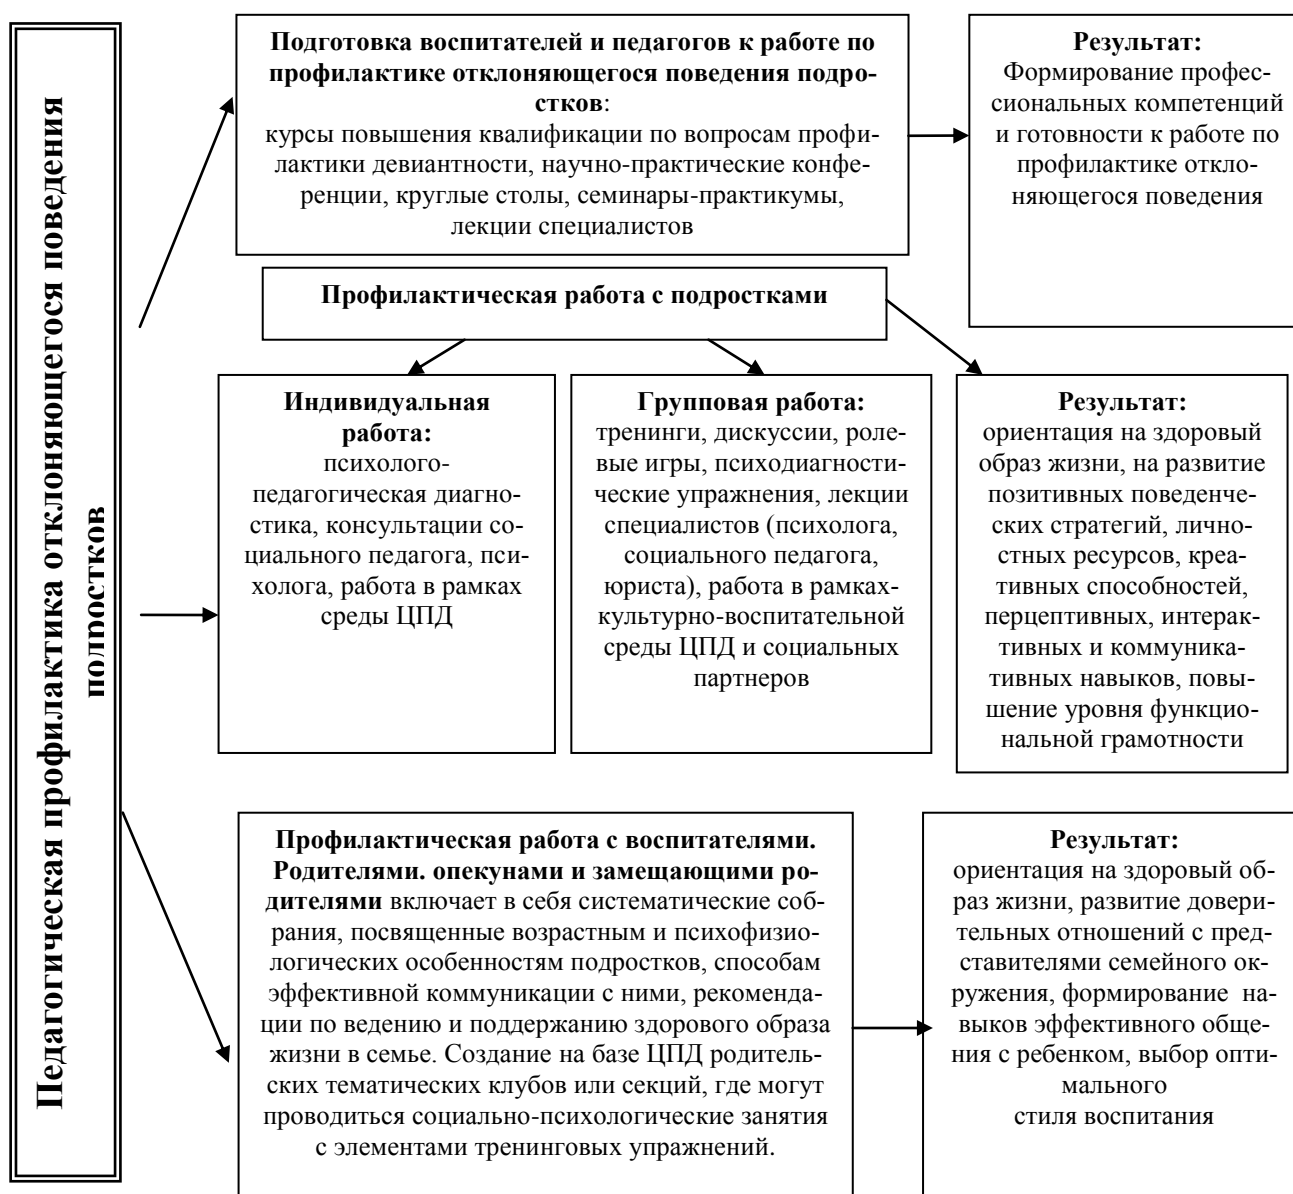 Педагогическая профилактика отклоняющегося поведения
подростков
Подготовка воспитателей и педагогов к работе по
профилактике отклоняющегося поведения подро-
стков:
курсы повышения квалификации по вопросам профи-
лактики девиантности, научно-практические конфе-
ренции, круглые столы, семинары-практикумы,
лекции специалистов
Результат:
Формирование профес-
сиональных компетенций
и готовности к работе по
профилактике откло-
няющегося поведения
Профилактическая работа с подростками
Индивидуальная
работа:
психолого-
педагогическая диагно-
стика, консультации со-
циального педагога, пси-
холога, работа в рамках
среды ЦПД
Групповая работа:
тренинги, дискуссии, роле-
вые игры, психодиагности-
ческие упражнения, лекции
специалистов (психолога,
социального педагога,
юриста), работа в рамках-
культурно-воспитательной
среды ЦПД и социальных
партнеров
Результат:
ориентация на здоровый
образ жизни, на развитие
позитивных поведенче-
ских стратегий, лично-
стных ресурсов, креа-
тивных способностей,
перцептивных, интерак-
тивных и коммуника-
тивных навыков, повы-
шение уровня функцио-
нальной грамотности
Профилактическая работа с воспитателями.
Родителями. опекунами и замещающими ро-
дителями включает в себя систематические соб-
рания, посвященные возрастным и психофизио-
логических особенностям подростков, способам
эффективной коммуникации с ними, рекоменда-
ции по ведению и поддержанию здорового образа
жизни в семье. Создание на базе ЦПД родитель-
ских тематических клубов или секций, где могут
проводиться социально-психологические занятия
с элементами тренинговых упражнений.
Результат:
ориентация на здоровый об-
раз жизни, развитие довери-
тельных отношений с пред-
ставителями семейного ок-
ружения, формирование на-
выков эффективного обще-
ния с ребенком, выбор опти-
мального
стиля воспитания